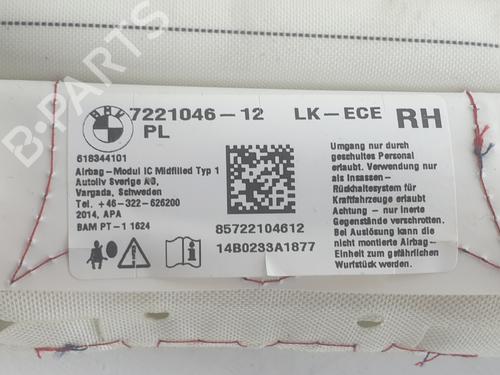 B-PARTS
BMW
7221046-12 LK-ECE RH
PL
618344101
Airbag-Modul IC Midfilled Typ 1
Autoliv Sverige AG,
Vargada, Schweden
Tel. +46-322-626200
2014, APA
BAM PT-1 1624
85722104612
14B0233A1877
Umgang nur durch
geschultes Personal
erlaubt. Verwendung nur
als Insassen-
Rückhaltesystem für
Kraftfahrzeuge erlaubt
Achtung - nur inerte
Gegenstände verstroffen.
Bei Auslösung kann die
nicht montierte Airbag-
Einheit zum gefährlichen
Wurfstück werden.